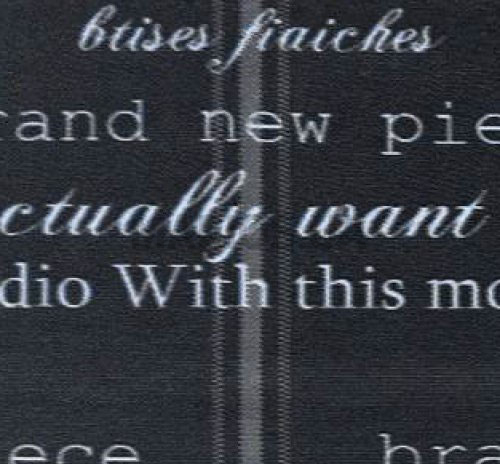 btises fiaiches
rand new pie
ctually want
dio With this mo
ece bra